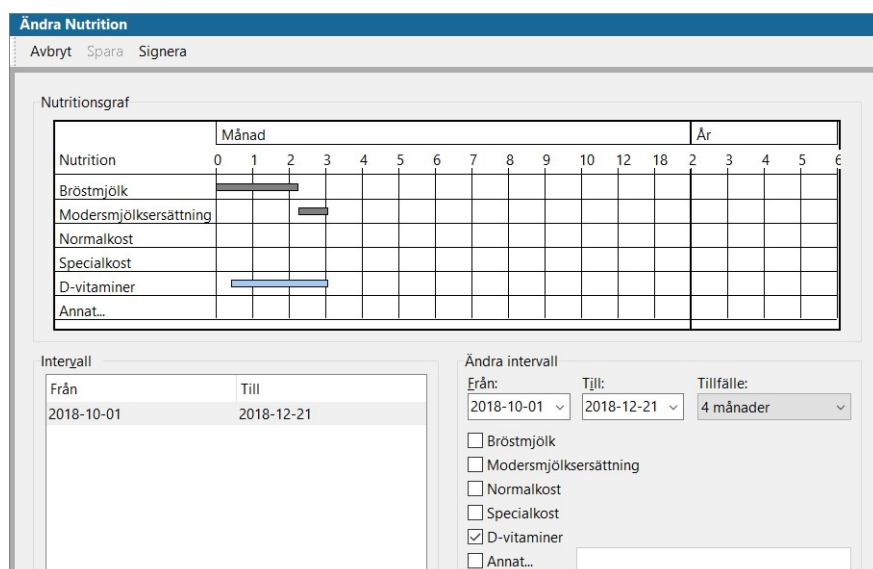 Ändra Nutrition
Avbryt Spara Signera
Nutritionsgraf
Månad År
Nutrition 0 1 2 3 4 5 6 7 8 9 10 12 18 2 3 4 5 6
Bröstmjölk
Modersmjölksersättning
Normalkost
Specialkost
D-vitaminer
Annat...
Intervall
Från Till
2018-10-01 2018-12-21
Ändra intervall
Från: Till: Tillfälle:
2018-10-01 2018-12-21 4 månader
Bröstmjölk
Modersmjölksersättning
Normalkost
Specialkost
D-vitaminer
Annat...